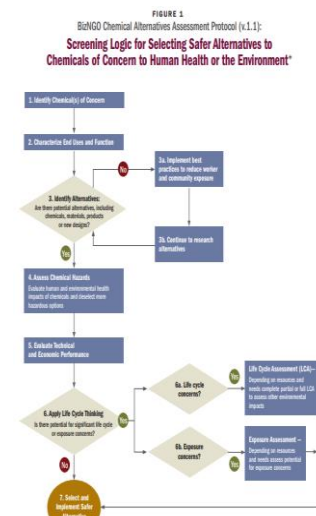 FIGURE 1
BizNGO Chemical Alternatives Assessment Protocol (v.1.1):
Screening Logic for Selecting Safer Alternatives to
Chemicals of Concern to Human Health or the Environment*
1. Identify Chemical(s) of Concern
2. Characterize End Uses and Function
No
3a. Implement best
practices to reduce worker
and community exposure
3. Identify Alternatives:
Are there potential alternatives, including
chemicals, materials, products
or new designs?
3b. Continue to research
alternatives
Yes
4. Assess Chemical Hazards
Evaluate human and environmental health
impacts of chemicals and deselect more
hazardous options
5. Evaluate Technical
and Economic Performance
6. Apply Life Cycle Thinking
Is there potential for significant life cycle
or exposure concerns?
Yes
6a. Life cycle
concerns?
Yes
Life Cycle Assessment (LCA)—
Depending on resources and
needs complete partial or full LCA
to assess other environmental
impacts
6b. Exposure
concerns?
Yes
Exposure Assessment —
Depending on resources
and needs assess potential
for exposure concerns
No
7. Select and
Implement Safer